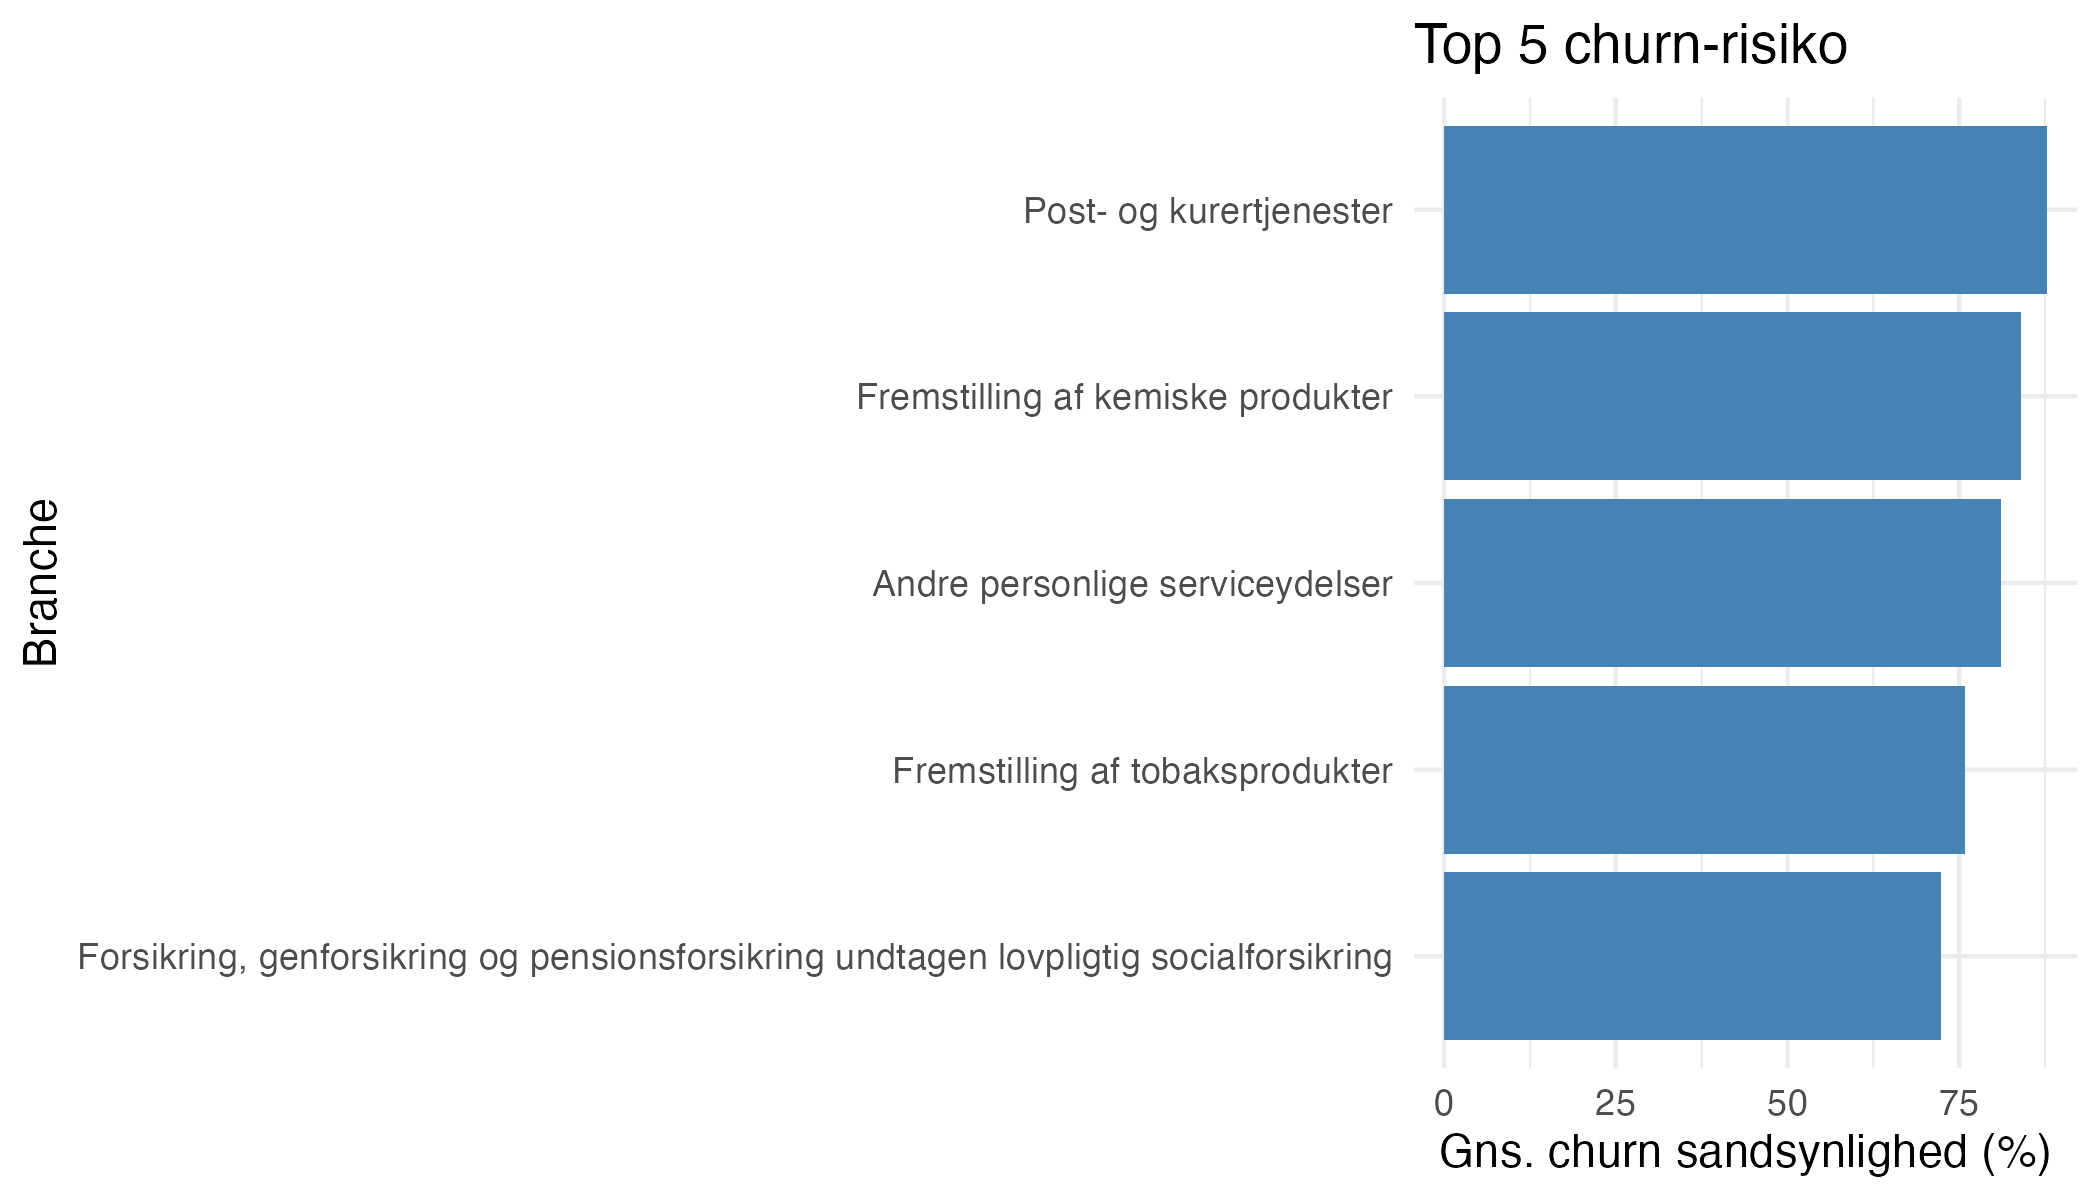 Top 5 churn-risiko
Branche
Post- og kurertjenester
Fremstilling af kemiske produkter
Andre personlige serviceydelser
Fremstilling af tobaksprodukter
Forsikring, genforsikring og pensionsforsikring undtagen lovpligtig socialforsikring
0 25 50 75
Gns. churn sandsynlighed (%)